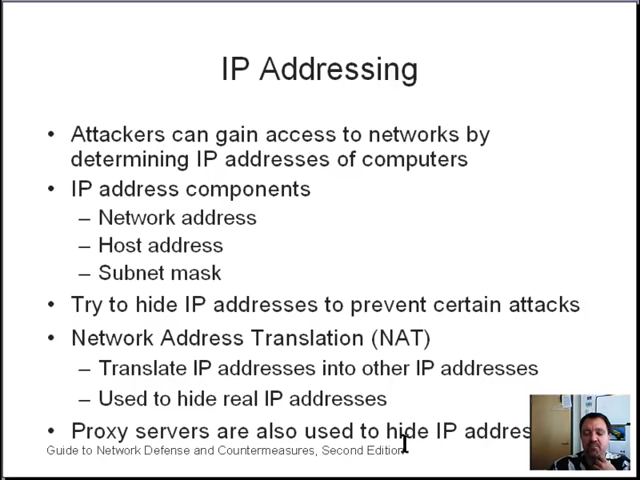 IP Addressing
• Attackers can gain access to networks by
determining IP addresses of computers
• IP address components
– Network address
– Host address
– Subnet mask
• Try to hide IP addresses to prevent certain attacks
• Network Address Translation (NAT)
– Translate IP addresses into other IP addresses
– Used to hide real IP addresses
• Proxy servers are also used to hide IP
Guide to Network Defense and Countermeasures, Second Edition